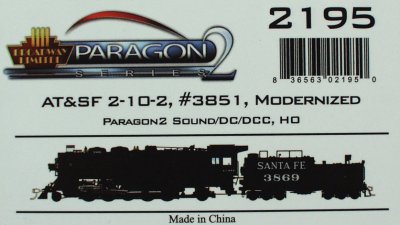 2195
BROADWAY
LIMITED
PARAGON
SERIES 2
8 36563 02195 0
AT&SF 2-10-2, #3851, MODERNIZED
PARAGON2 SOUND/DC/DCC, HO
SANTA FE
3869
Made in China